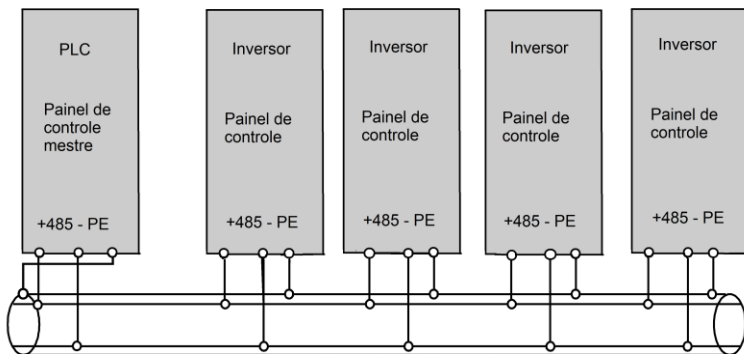 PLC
Painel de
controle
mestre
+485 - PE
Inversor
Painel de
controle
+485 - PE
Inversor
Painel de
controle
+485 - PE
Inversor
Painel de
controle
+485 - PE
Inversor
Painel de
controle
+485 - PE